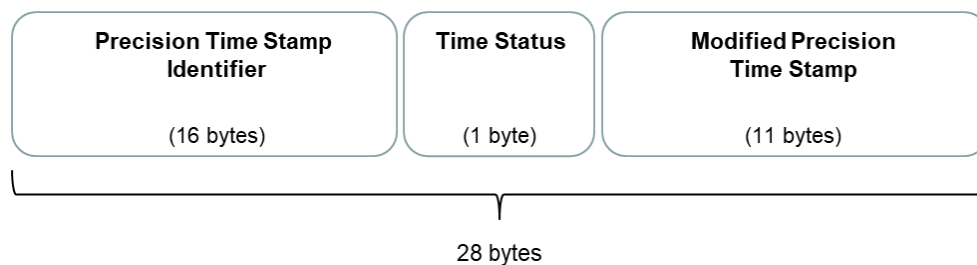 Precision Time Stamp
Identifier
(16 bytes)
Time Status
(1 byte)
Modified Precision
Time Stamp
(11 bytes)
28 bytes